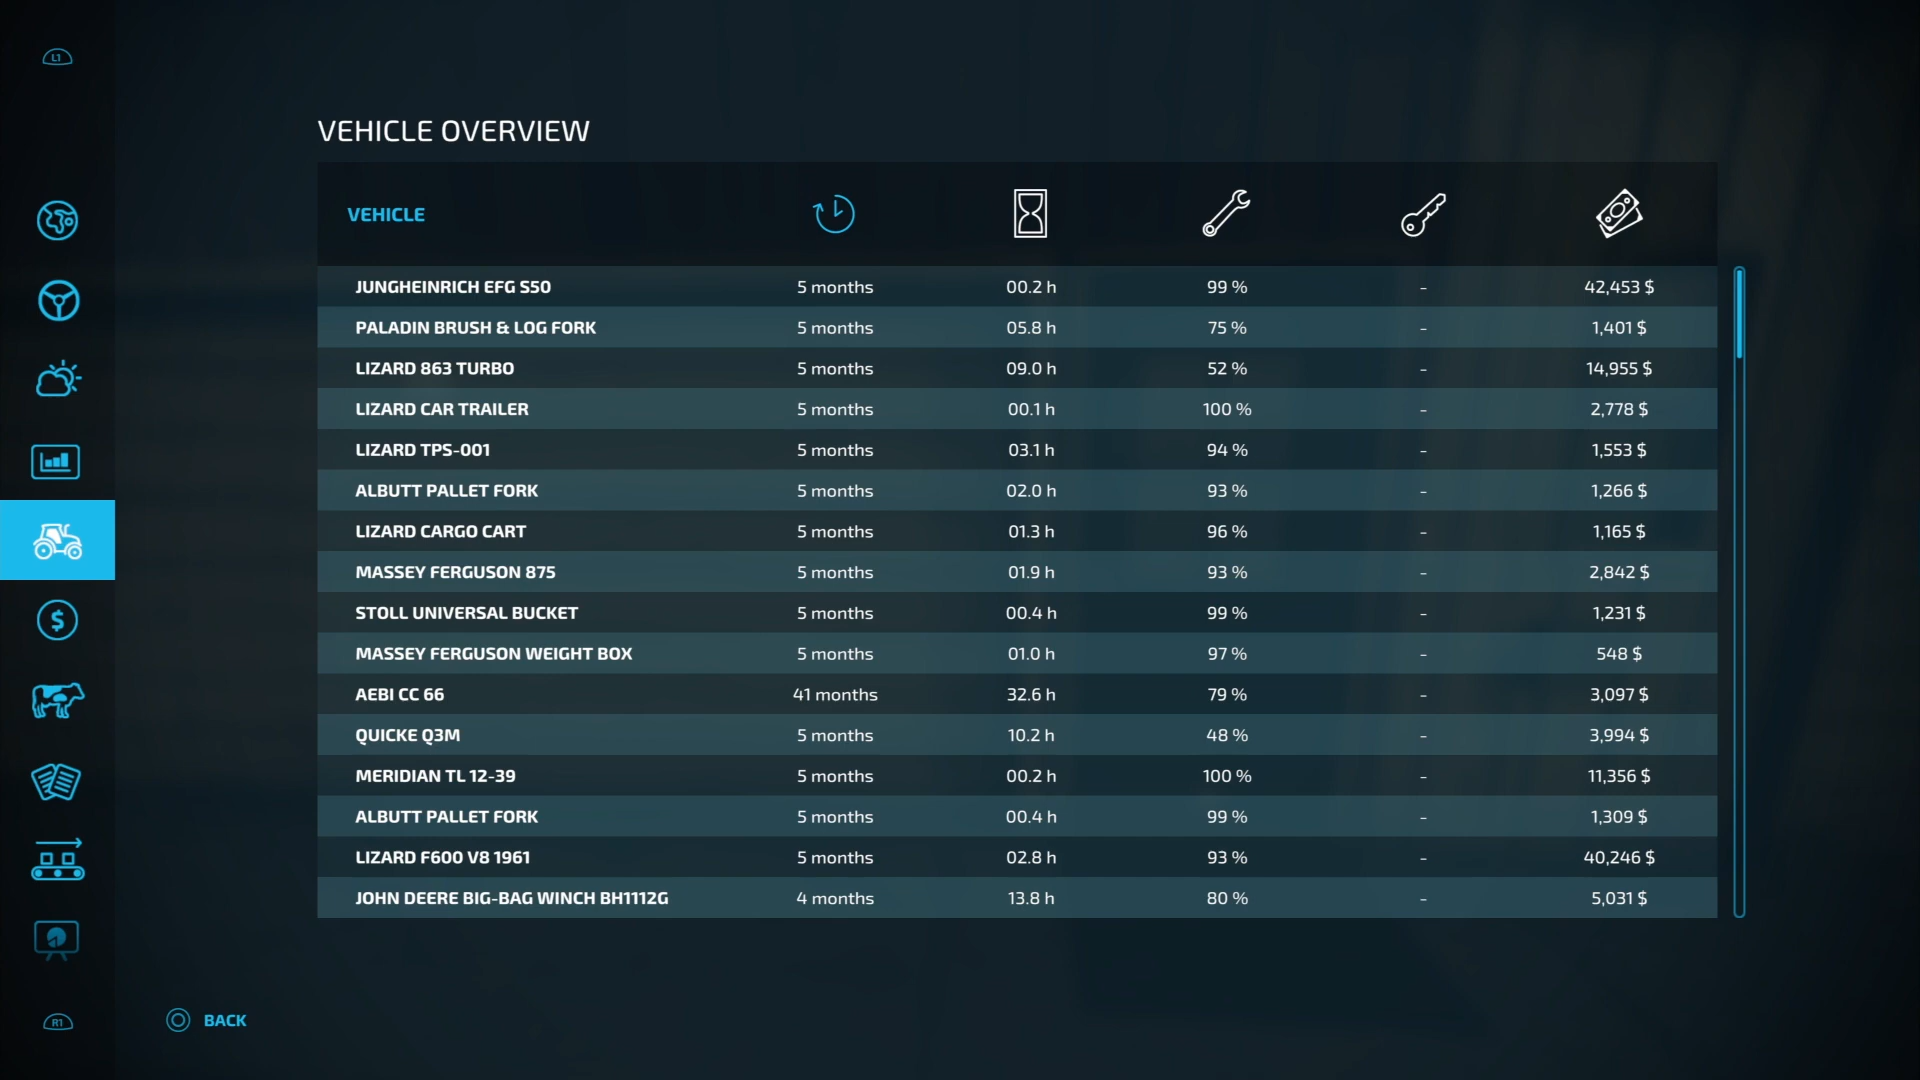 L1
VEHICLE OVERVIEW
VEHICLE
JUNGHEINRICH EFG S50 5 months 00.2 h 99 % - 42,453 $
PALADIN BRUSH & LOG FORK 5 months 05.8 h 75 % - 1,401 $
LIZARD 863 TURBO 5 months 09.0 h 52 % - 14,955 $
LIZARD CAR TRAILER 5 months 00.1 h 100 % - 2,778 $
LIZARD TPS-001 5 months 03.1 h 94 % - 1,553 $
ALBUTT PALLET FORK 5 months 02.0 h 93 % - 1,266 $
LIZARD CARGO CART 5 months 01.3 h 96 % - 1,165 $
MASSEY FERGUSON 875 5 months 01.9 h 93 % - 2,842 $
STOLL UNIVERSAL BUCKET 5 months 00.4 h 99 % - 1,231 $
MASSEY FERGUSON WEIGHT BOX 5 months 01.0 h 97 % - 548 $
AEBI CC 66 41 months 32.6 h 79 % - 3,097 $
QUICKE Q3M 5 months 10.2 h 48 % - 3,994 $
MERIDIAN TL 12-39 5 months 00.2 h 100 % - 11,356 $
ALBUTT PALLET FORK 5 months 00.4 h 99 % - 1,309 $
LIZARD F600 V8 1961 5 months 02.8 h 93 % - 40,246 $
JOHN DEERE BIG-BAG WINCH BH1112G 4 months 13.8 h 80 % - 5,031 $
R1
BACK